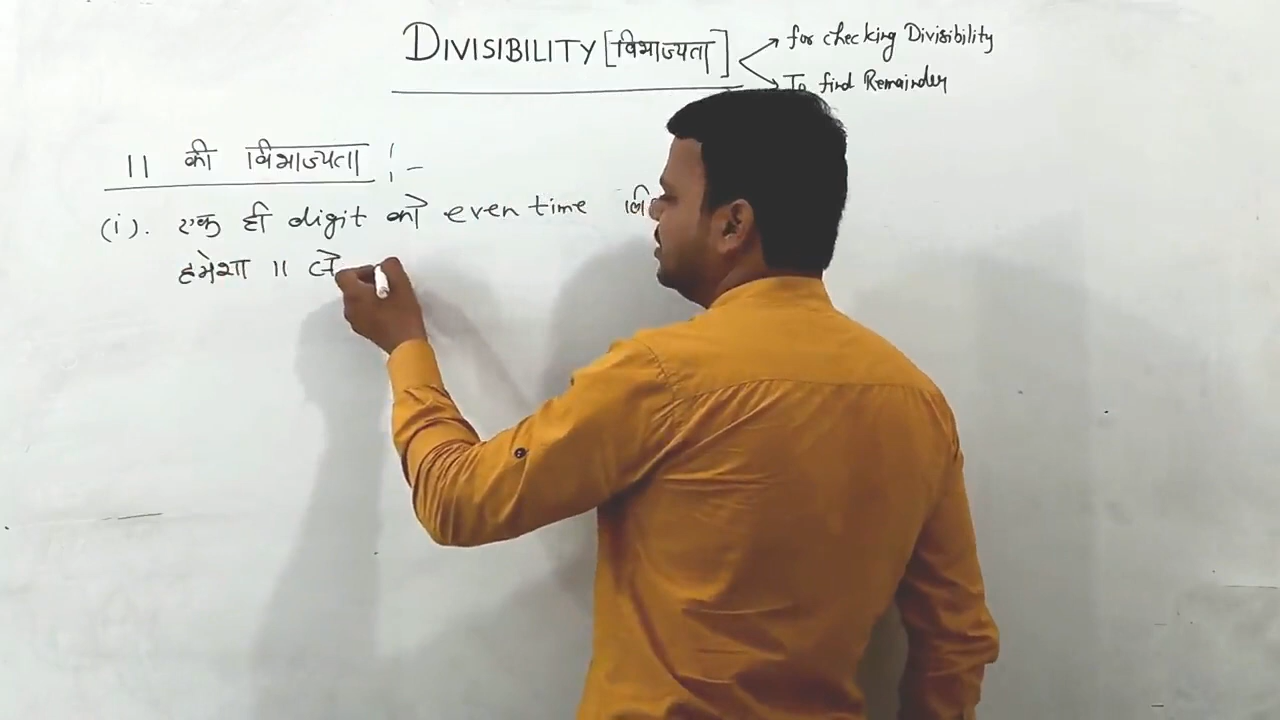 DIVISIBILITY [विभाज्यता]
for checking Divisibility
To find Remainder
11 की विभाज्यता :-
(i). एक ही digit को even time
हमेशा 11 से